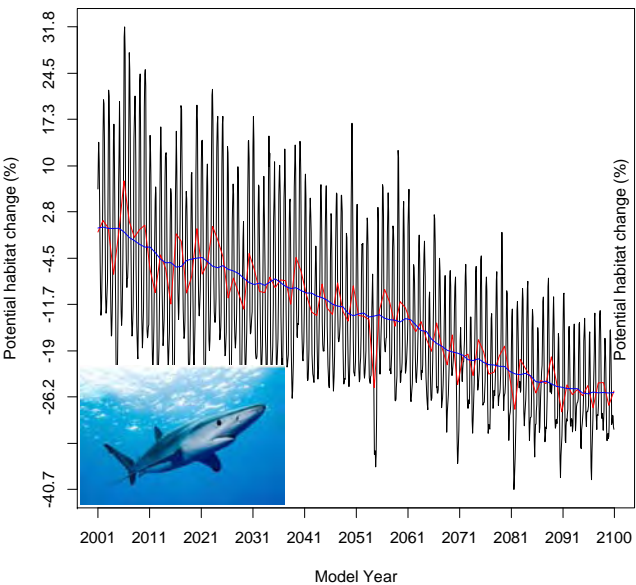 Potential habitat change (%)
31.8
24.5
17.3
10
2.8
-4.5
-11.7
-19
-26.2
-40.7
Potential habitat change (%)
2001 2011 2021 2031 2041 2051 2061 2071 2081 2091 2100
Model Year